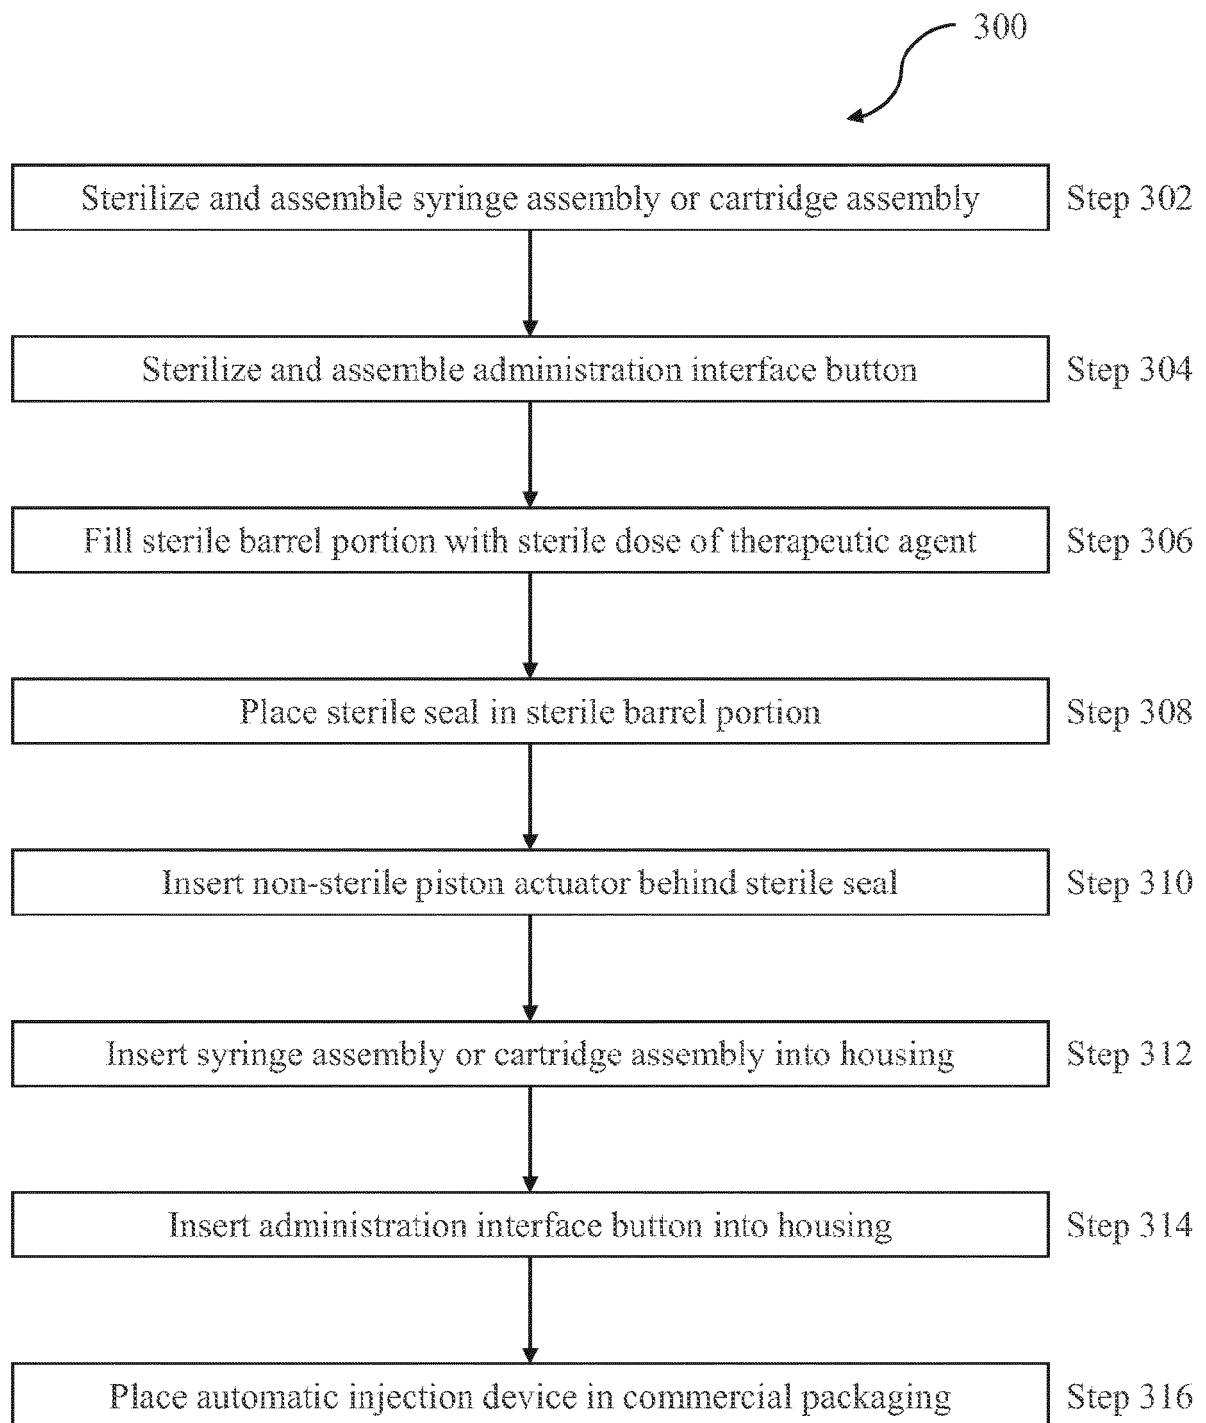 300
Sterilize and assemble syringe assembly or cartridge assembly Step 302
Sterilize and assemble administration interface button Step 304
Fill sterile barrel portion with sterile dose of therapeutic agent Step 306
Place sterile seal in sterile barrel portion Step 308
Insert non-sterile piston actuator behind sterile seal Step 310
Insert syringe assembly or cartridge assembly into housing Step 312
Insert administration interface button into housing Step 314
Place automatic injection device in commercial packaging Step 316